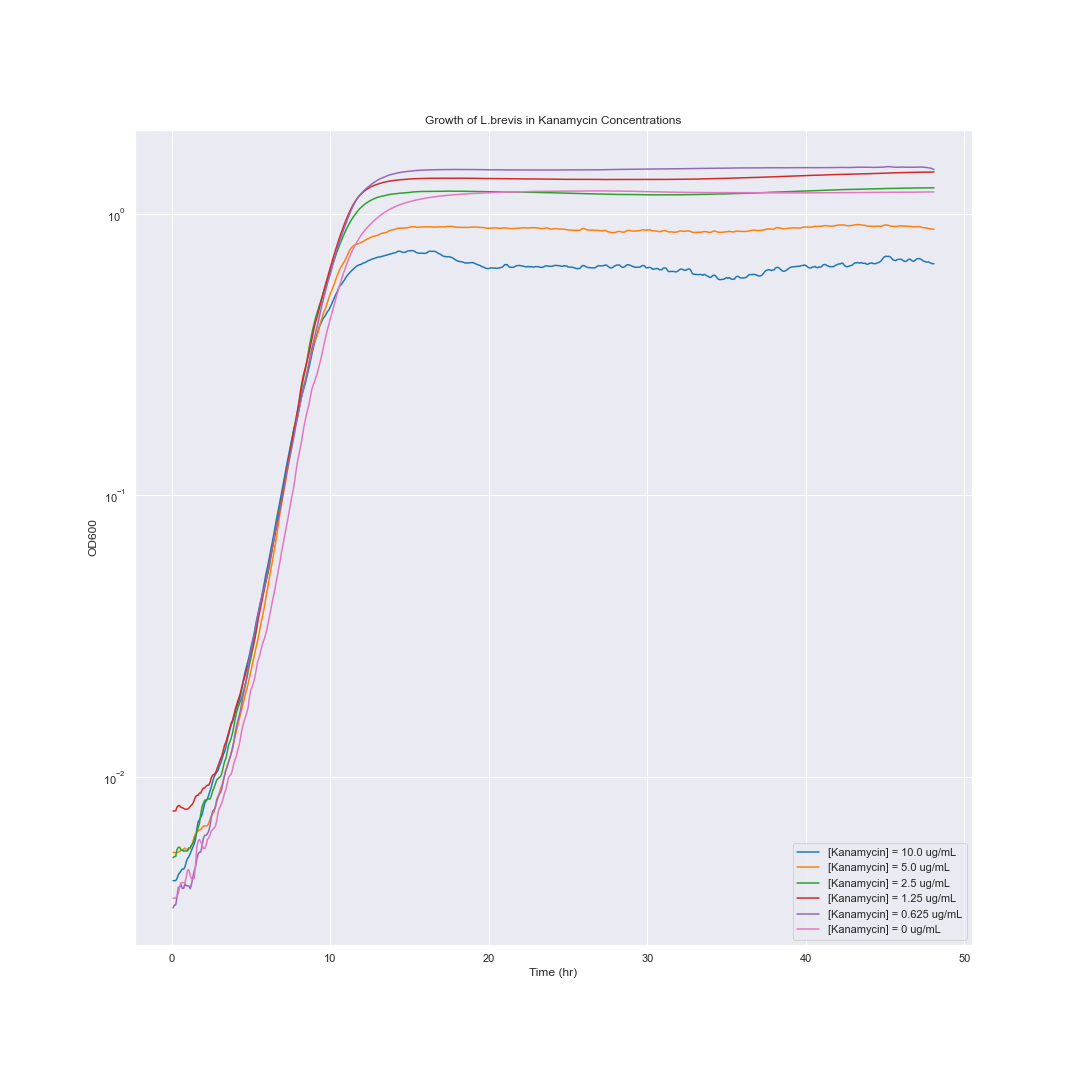 Growth of L.brevis in Kanamycin Concentrations
10⁰
10⁻¹
10⁻²
OD600
0 10 20 30 40 50
Time (hr)
[Kanamycin] = 10.0 ug/mL
[Kanamycin] = 5.0 ug/mL
[Kanamycin] = 2.5 ug/mL
[Kanamycin] = 1.25 ug/mL
[Kanamycin] = 0.625 ug/mL
[Kanamycin] = 0 ug/mL